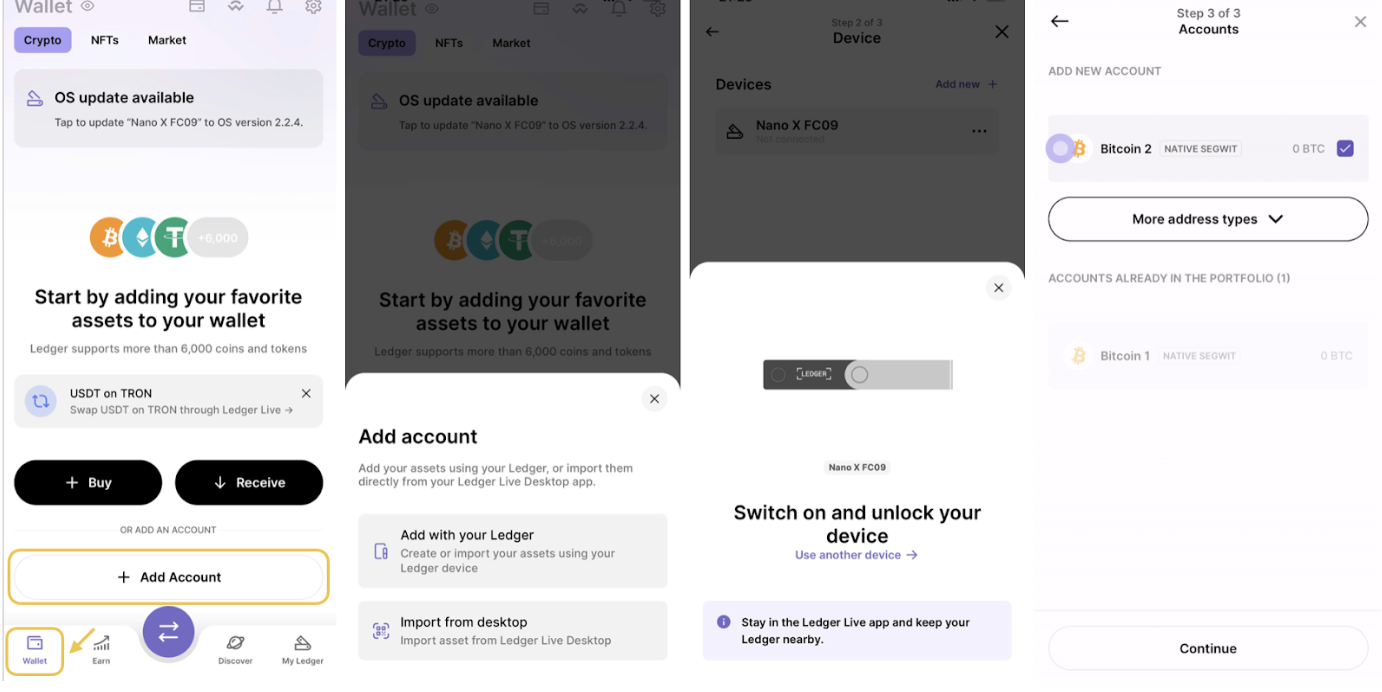 Wallet
Crypto
NFTs
Market
OS update available
Tap to update "Nano X FC09" to OS version 2.2.4.
+6,000
Start by adding your favorite
assets to your wallet
Ledger supports more than 6,000 coins and tokens
USDT on TRON
Swap USDT on TRON through Ledger Live →
+ Buy
↓ Receive
OR ADD AN ACCOUNT
+ Add Account
Wallet
Earn
Discover
My Ledger
Wallet
Crypto
NFTs
Market
OS update available
Tap to update "Nano X FC09" to OS version 2.2.4.
+6,000
Start by adding your favorite
assets to your wallet
Ledger supports more than 6,000 coins and tokens
Add account
Add your assets using your Ledger, or import them
directly from your Ledger Live Desktop app.
Add with your Ledger
Create or import your assets using your
Ledger device
Import from desktop
Import asset from Ledger Live Desktop
Step 2 of 3
Device
Devices
Add new +
Nano X FC09
Not connected
LEDGER
Nano X FC09
Switch on and unlock your
device
Use another device →
Stay in the Ledger Live app and keep your
Ledger nearby.
Step 3 of 3
Accounts
ADD NEW ACCOUNT
Bitcoin 2 NATIVE SEGWIT 0 BTC
More address types
ACCOUNTS ALREADY IN THE PORTFOLIO (1)
Bitcoin 1 NATIVE SEGWIT 0 BTC
Continue